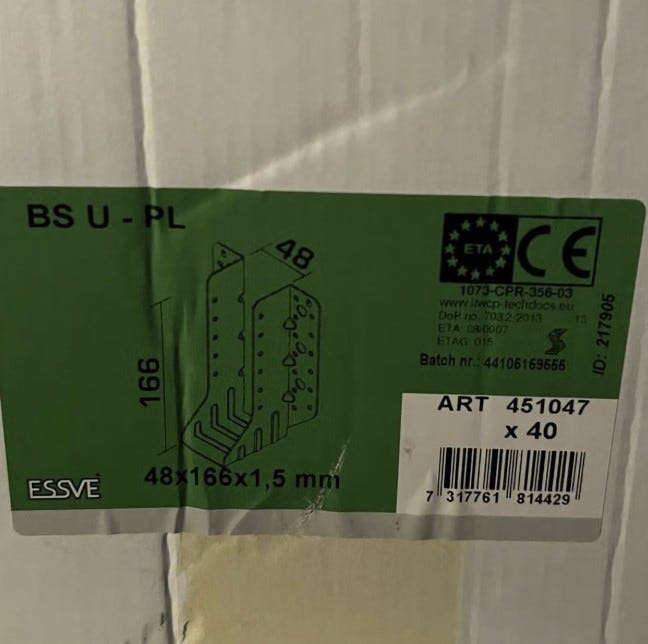 BS U - PL
48
166
48x166x1,5 mm
ESSVE
ETA CE
1073-CPR-356-03
www.itwcp-techdocs.eu
DoP no. 703.2.2013 13
ETA 08/0007
ETAG 015
Batch nr.: 44105169555
ID: 217905
ART 451047
x 40
7 317761 814429